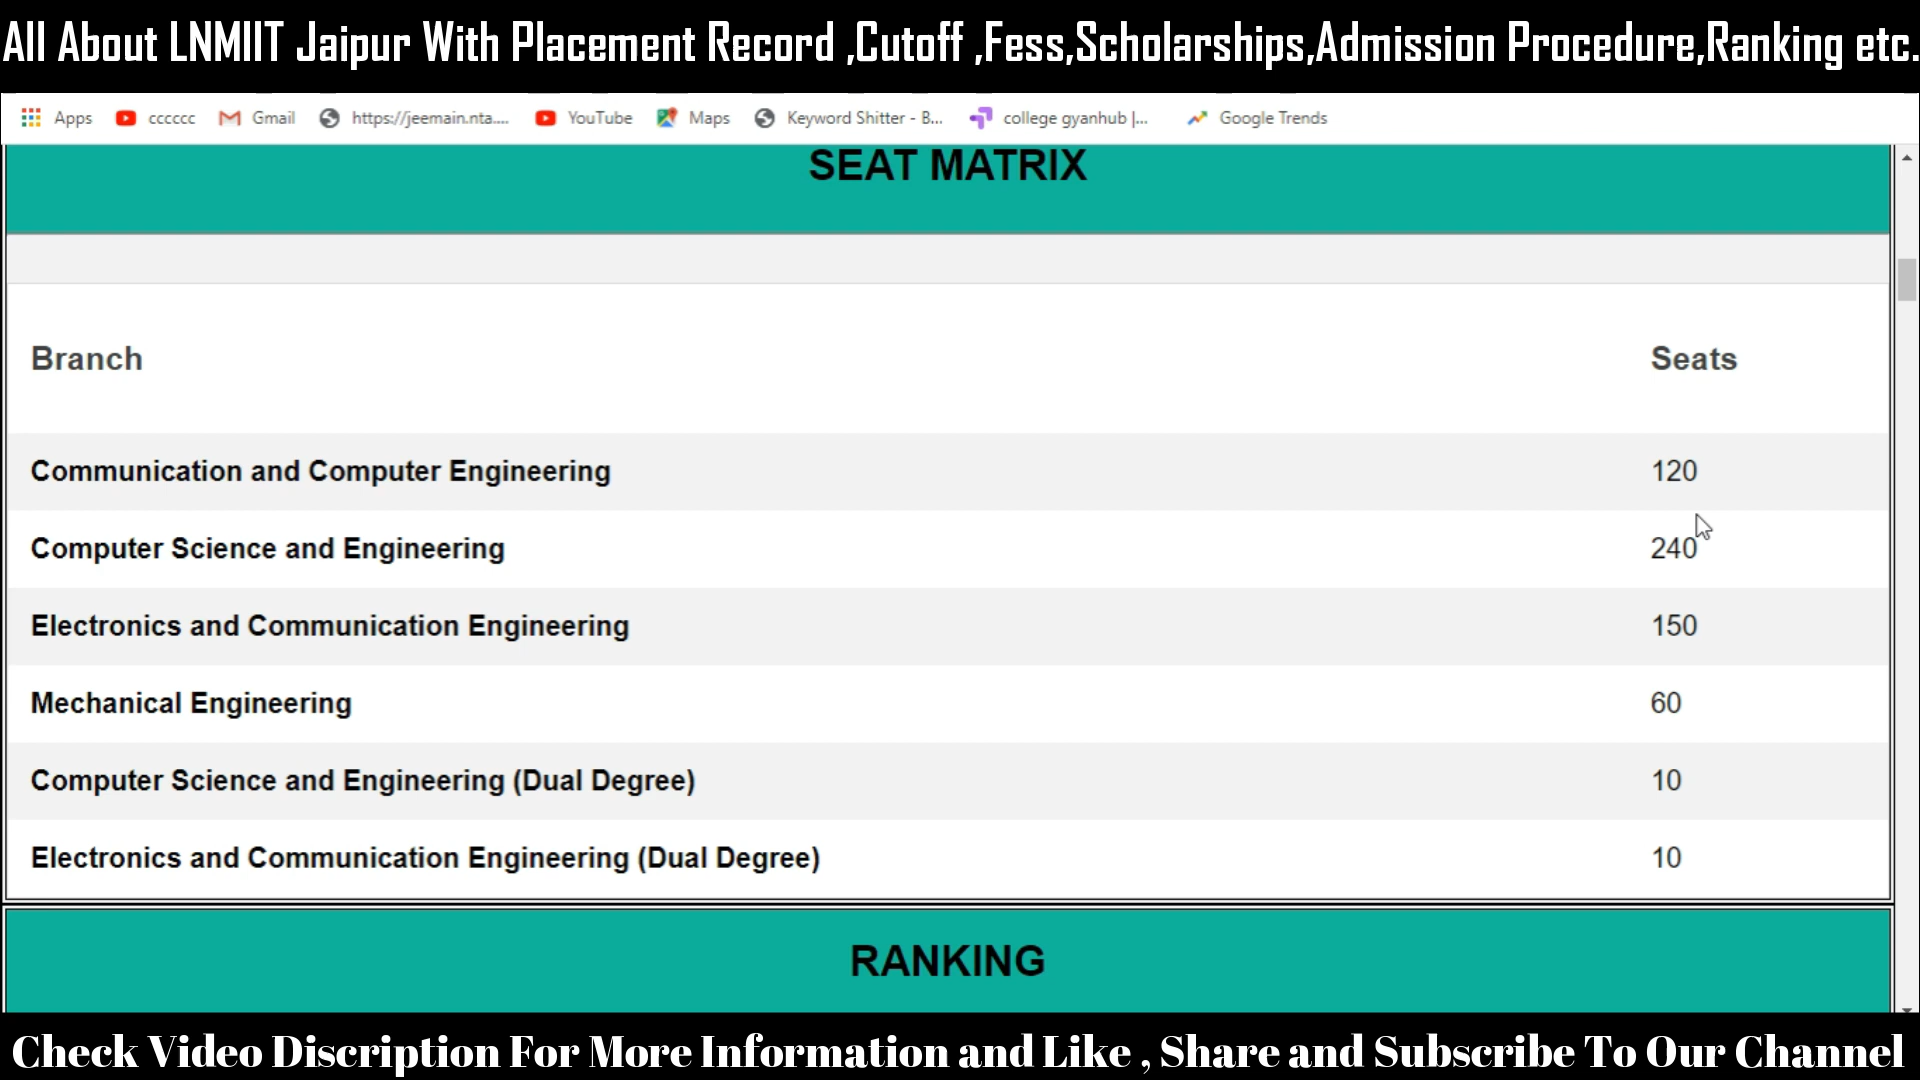 All About LNMIIT Jaipur With Placement Record ,Cutoff ,Fess,Scholarships,Admission Procedure,Ranking etc.
Apps cccccc Gmail https://jeemain.nta.... YouTube Maps Keyword Shitter - B... college gyanhub |... Google Trends
SEAT MATRIX
Branch Seats
Communication and Computer Engineering 120
Computer Science and Engineering 240
Electronics and Communication Engineering 150
Mechanical Engineering 60
Computer Science and Engineering (Dual Degree) 10
Electronics and Communication Engineering (Dual Degree) 10
RANKING
Check Video Discription For More Information and Like , Share and Subscribe To Our Channel